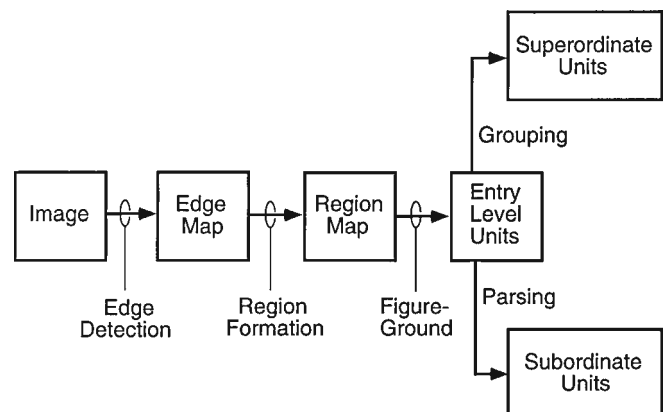 Superordinate
Units
Grouping
Image
Edge
Map
Region
Map
Entry
Level
Units
Edge
Detection
Region
Formation
Figure-
Ground
Parsing
Subordinate
Units